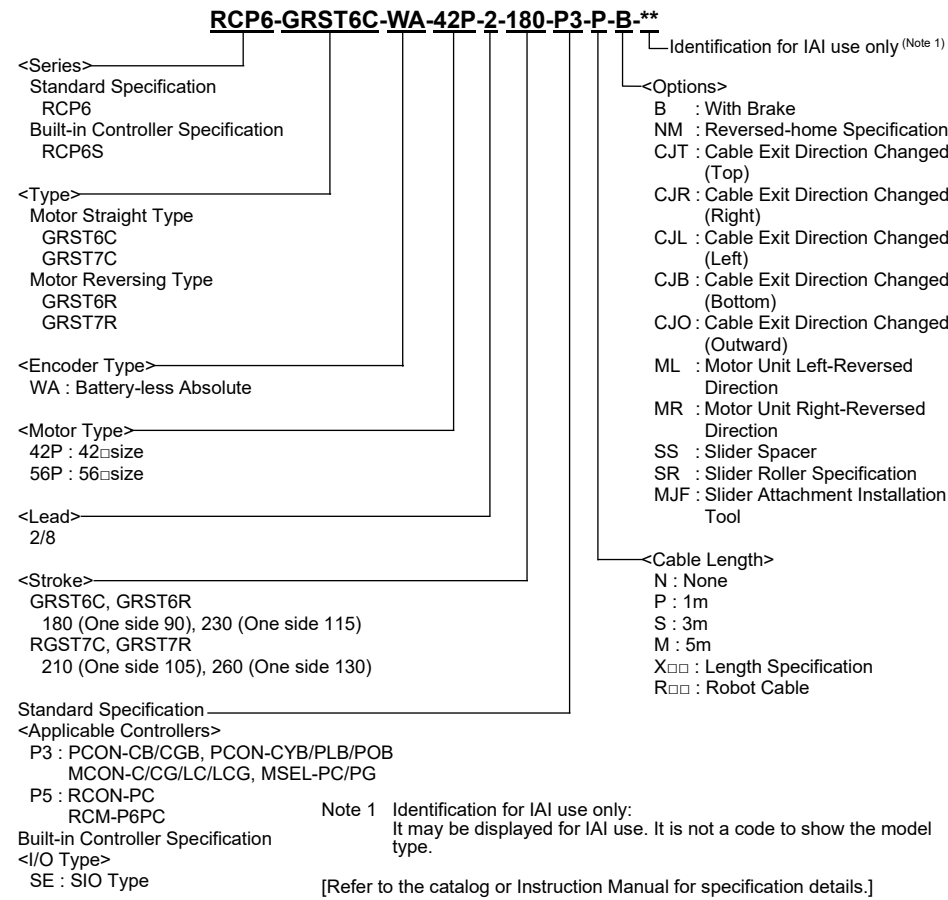 RCP6-GRST6C-WA-42P-2-180-P3-P-B-**
Identification for IAI use only (Note 1)
<Series>
Standard Specification
RCP6
Built-in Controller Specification
RCP6S
<Type>
Motor Straight Type
GRST6C
GRST7C
Motor Reversing Type
GRST6R
GRST7R
<Encoder Type>
WA : Battery-less Absolute
<Motor Type>
42P : 42□size
56P : 56□size
<Lead>
2/8
<Stroke>
GRST6C, GRST6R
180 (One side 90), 230 (One side 115)
RGST7C, GRST7R
210 (One side 105), 260 (One side 130)
Standard Specification
<Applicable Controllers>
P3 : PCON-CB/CGB, PCON-CYB/PLB/POB
MCON-C/CG/LC/LCG, MSEL-PC/PG
P5 : RCON-PC
RCM-P6PC
Built-in Controller Specification
<I/O Type>
SE : SIO Type
<Options>
B : With Brake
NM : Reversed-home Specification
CJT : Cable Exit Direction Changed
(Top)
CJR : Cable Exit Direction Changed
(Right)
CJL : Cable Exit Direction Changed
(Left)
CJB : Cable Exit Direction Changed
(Bottom)
CJO : Cable Exit Direction Changed
(Outward)
ML : Motor Unit Left-Reversed
Direction
MR : Motor Unit Right-Reversed
Direction
SS : Slider Spacer
SR : Slider Roller Specification
MJF : Slider Attachment Installation
Tool
<Cable Length>
N : None
P : 1m
S : 3m
M : 5m
X□□ : Length Specification
R□□ : Robot Cable
Note 1 Identification for IAI use only:
It may be displayed for IAI use. It is not a code to show the model
type.
[Refer to the catalog or Instruction Manual for specification details.]